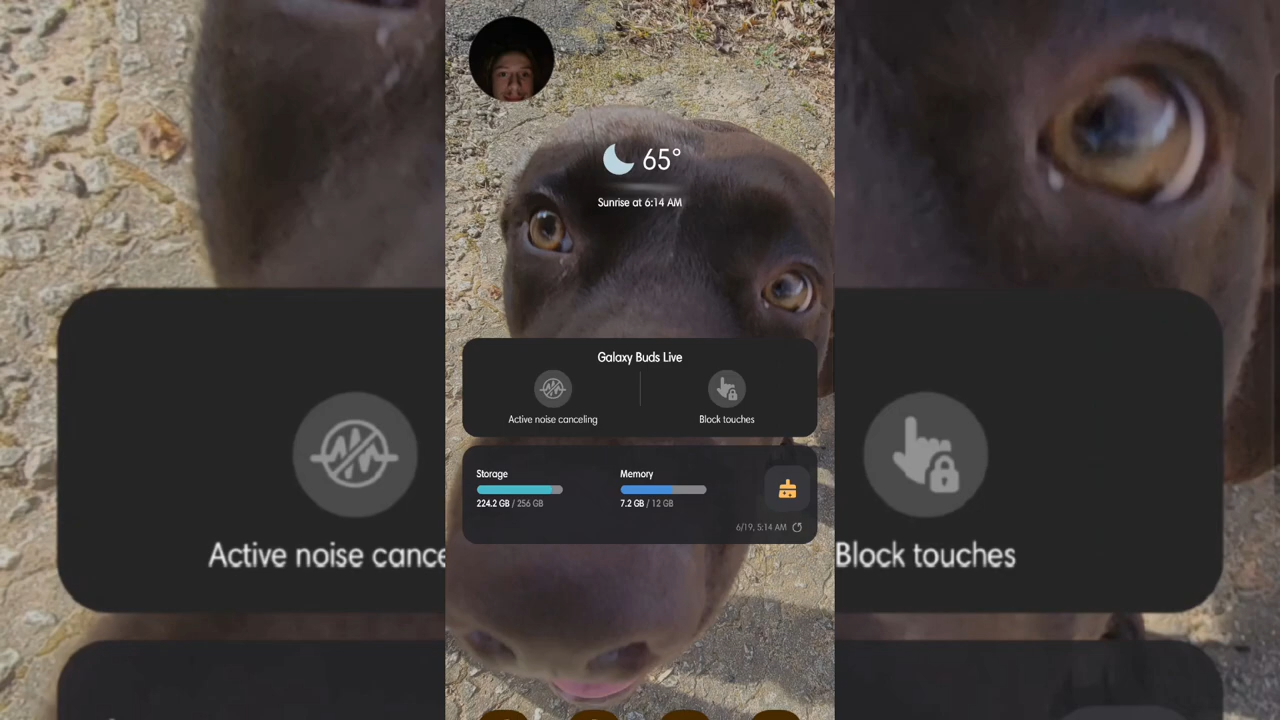 65°
Sunrise at 6:14 AM
Galaxy Buds Live
Active noise canceling
Block touches
Storage
Memory
224.2 GB / 256 GB
7.2 GB / 12 GB
6/19, 5:14 AM
Active noise cance
Block touches